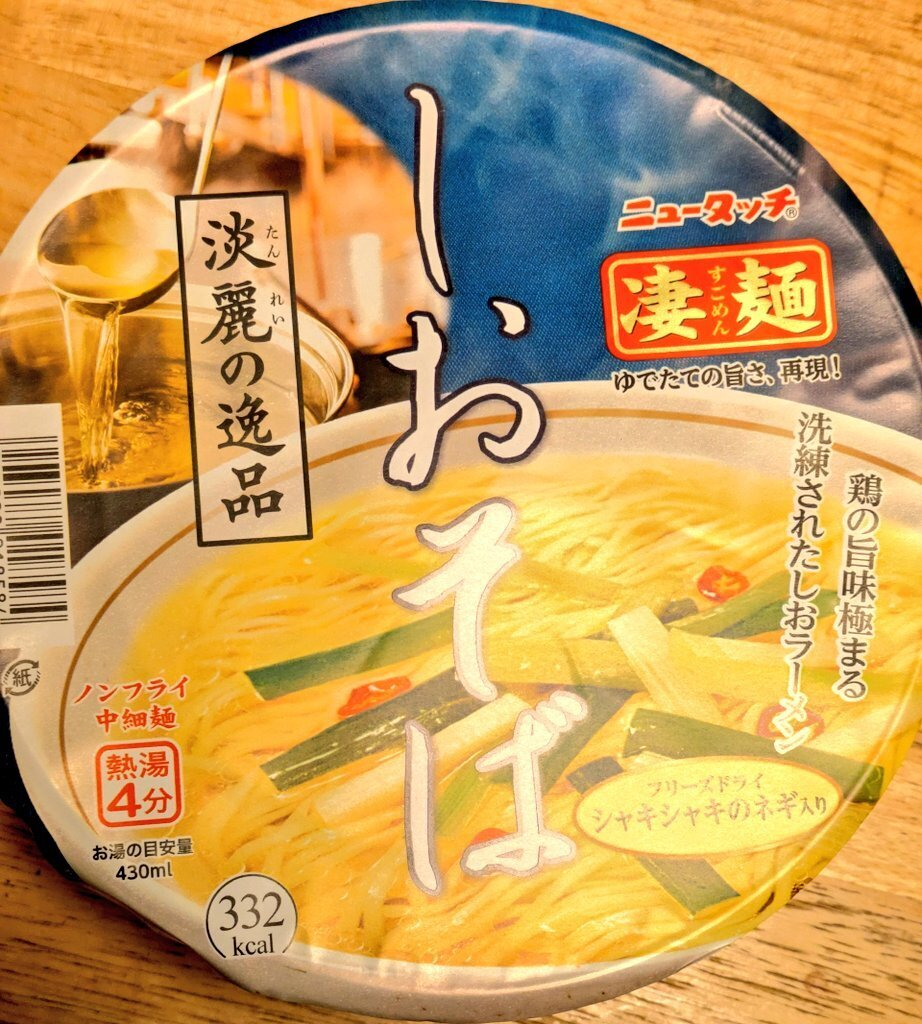 しおそば
淡麗の逸品
たんれい
ニュータッチ®
凄麺
すごめん
ゆでたての旨さ、再現!
鶏の旨味極まる
洗練されたしおラーメン
フリーズドライ
シャキシャキのネギ入り
紙
ノンフライ
中細麺
熱湯
4分
お湯の目安量
430ml
332
kcal